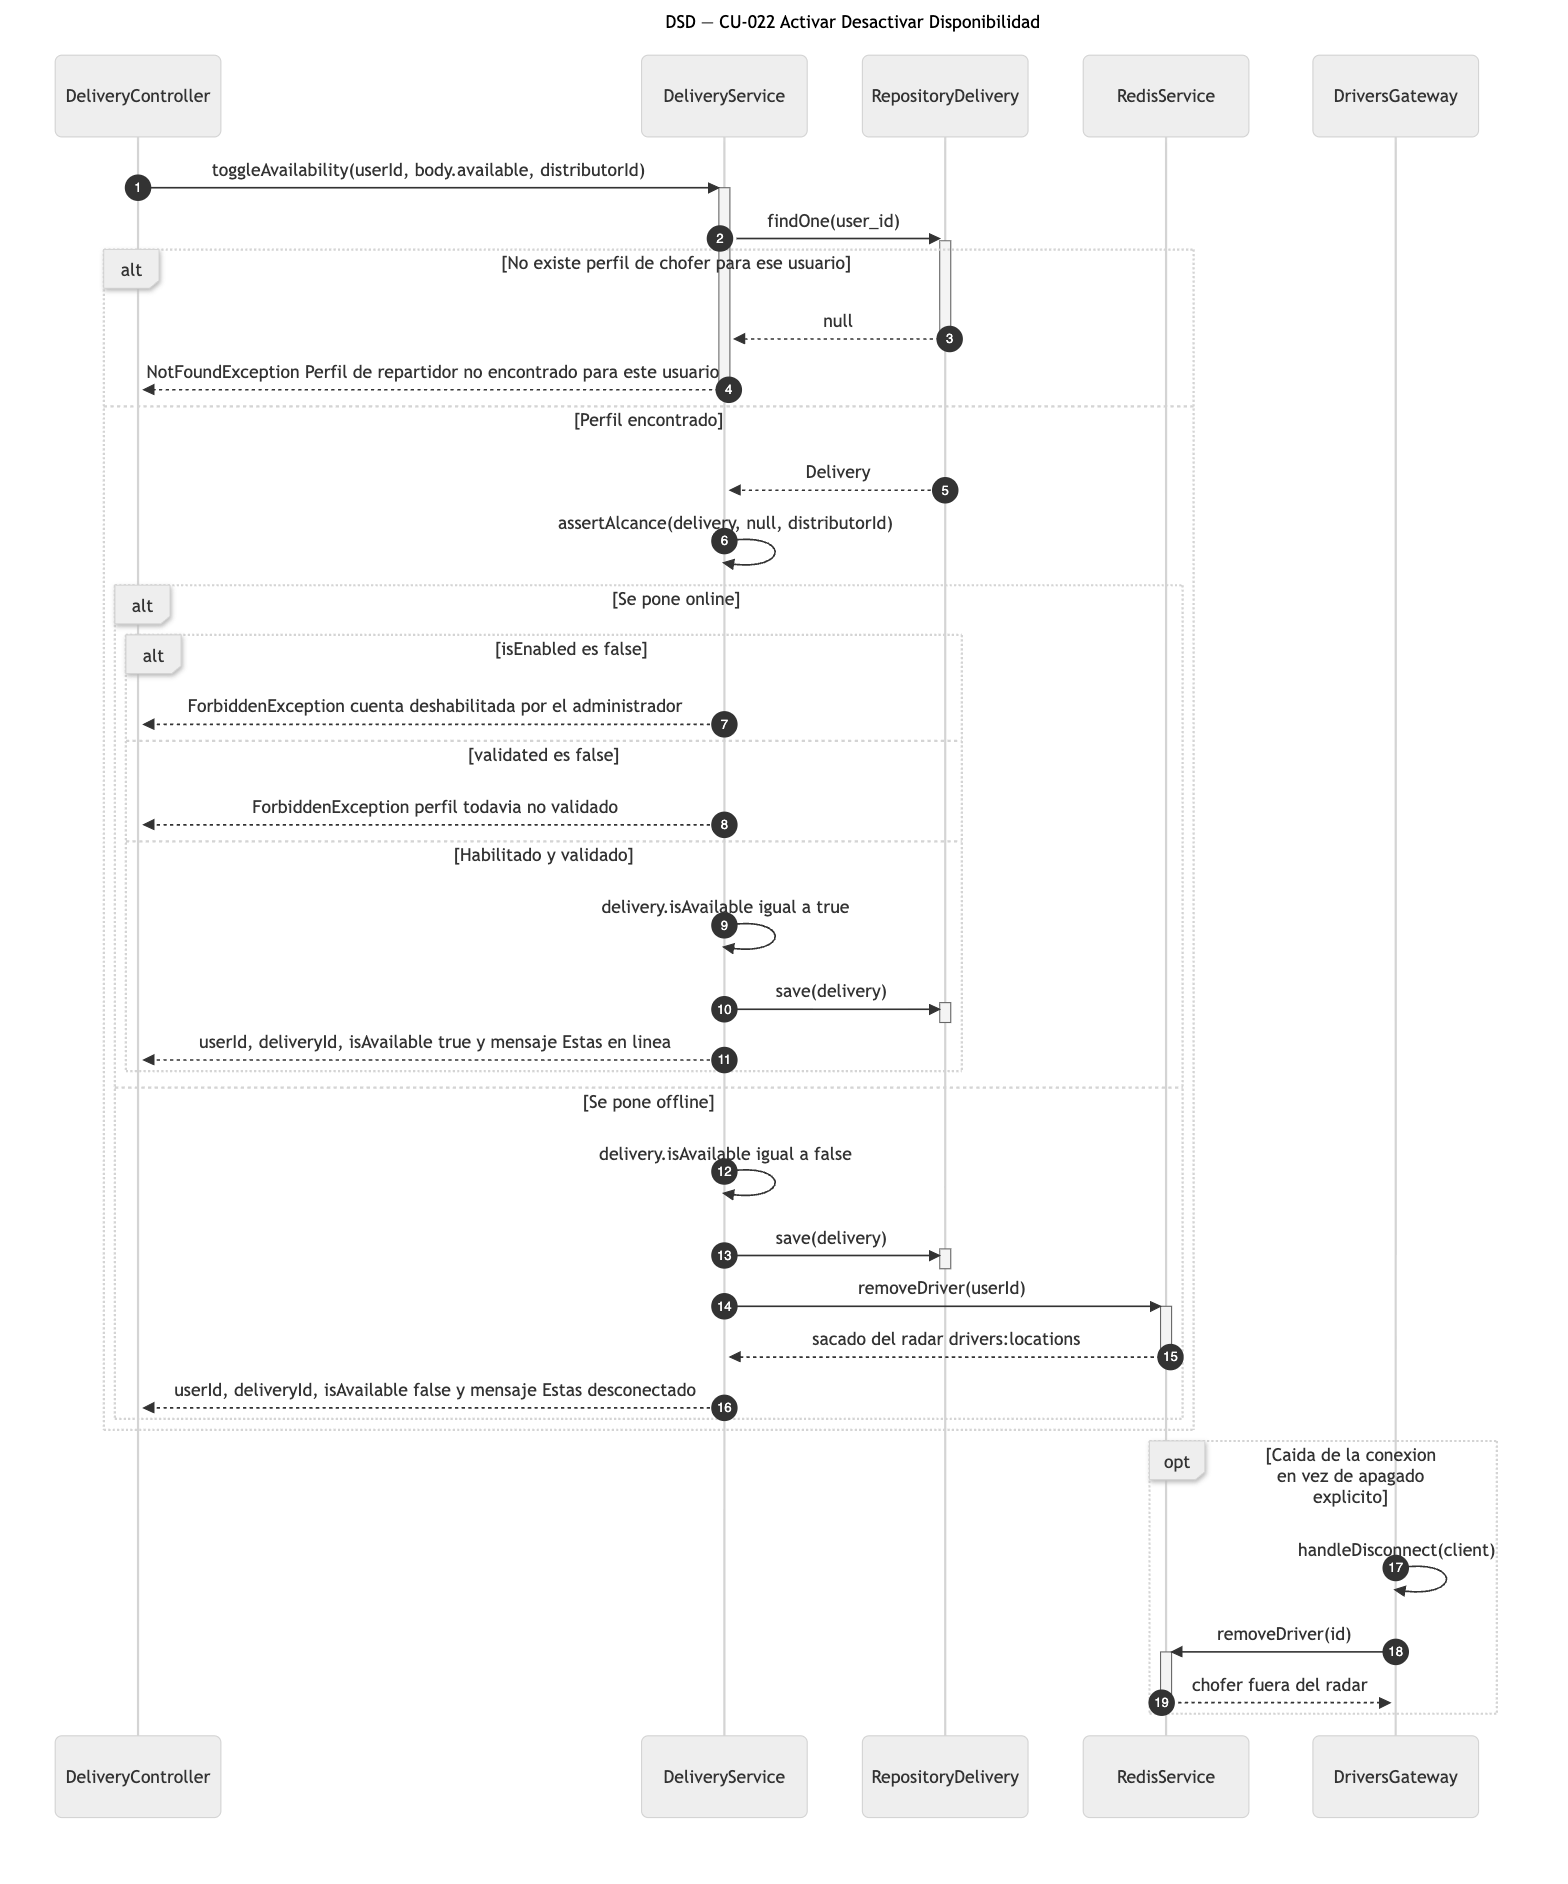 DSD — CU-022 Activar Desactivar Disponibilidad
DeliveryController
DeliveryService
RepositoryDelivery
RedisService
DriversGateway
toggleAvailability(userId, body.available, distributorId)
1
findOne(user_id)
2
alt
[No existe perfil de chofer para ese usuario]
null
3
NotFoundException Perfil de repartidor no encontrado para este usuario
4
[Perfil encontrado]
Delivery
5
assertAlcance(delivery, null, distributorId)
6
alt
[Se pone online]
alt
[isEnabled es false]
ForbiddenException cuenta deshabilitada por el administrador
7
[validated es false]
ForbiddenException perfil todavia no validado
8
[Habilitado y validado]
delivery.isAvailable igual a true
9
save(delivery)
10
userId, deliveryId, isAvailable true y mensaje Estas en linea
11
[Se pone offline]
delivery.isAvailable igual a false
12
save(delivery)
13
removeDriver(userId)
14
sacado del radar drivers:locations
15
userId, deliveryId, isAvailable false y mensaje Estas desconectado
16
opt
[Caida de la conexion
en vez de apagado
explicito]
handleDisconnect(client)
17
removeDriver(id)
18
chofer fuera del radar
19
DeliveryController
DeliveryService
RepositoryDelivery
RedisService
DriversGateway